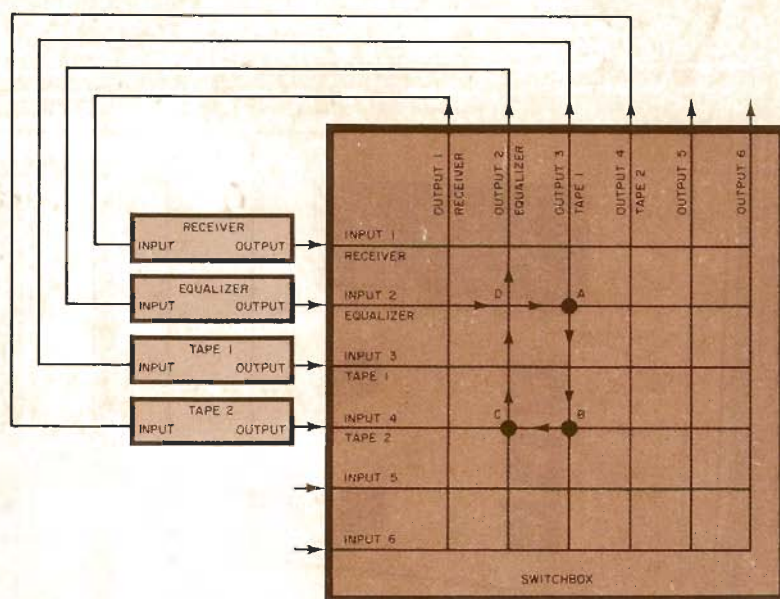 OUTPUT 1
RECEIVER
OUTPUT 2
EQUALIZER
OUTPUT 3
TAPE 1
OUTPUT 4
TAPE 2
OUTPUT 5
OUTPUT 6
RECEIVER
INPUT OUTPUT
EQUALIZER
INPUT OUTPUT
TAPE 1
INPUT OUTPUT
TAPE 2
INPUT OUTPUT
INPUT 1
RECEIVER
INPUT 2
EQUALIZER
D
A
INPUT 3
TAPE 1
INPUT 4
TAPE 2
C
B
INPUT 5
INPUT 6
SWITCHBOX